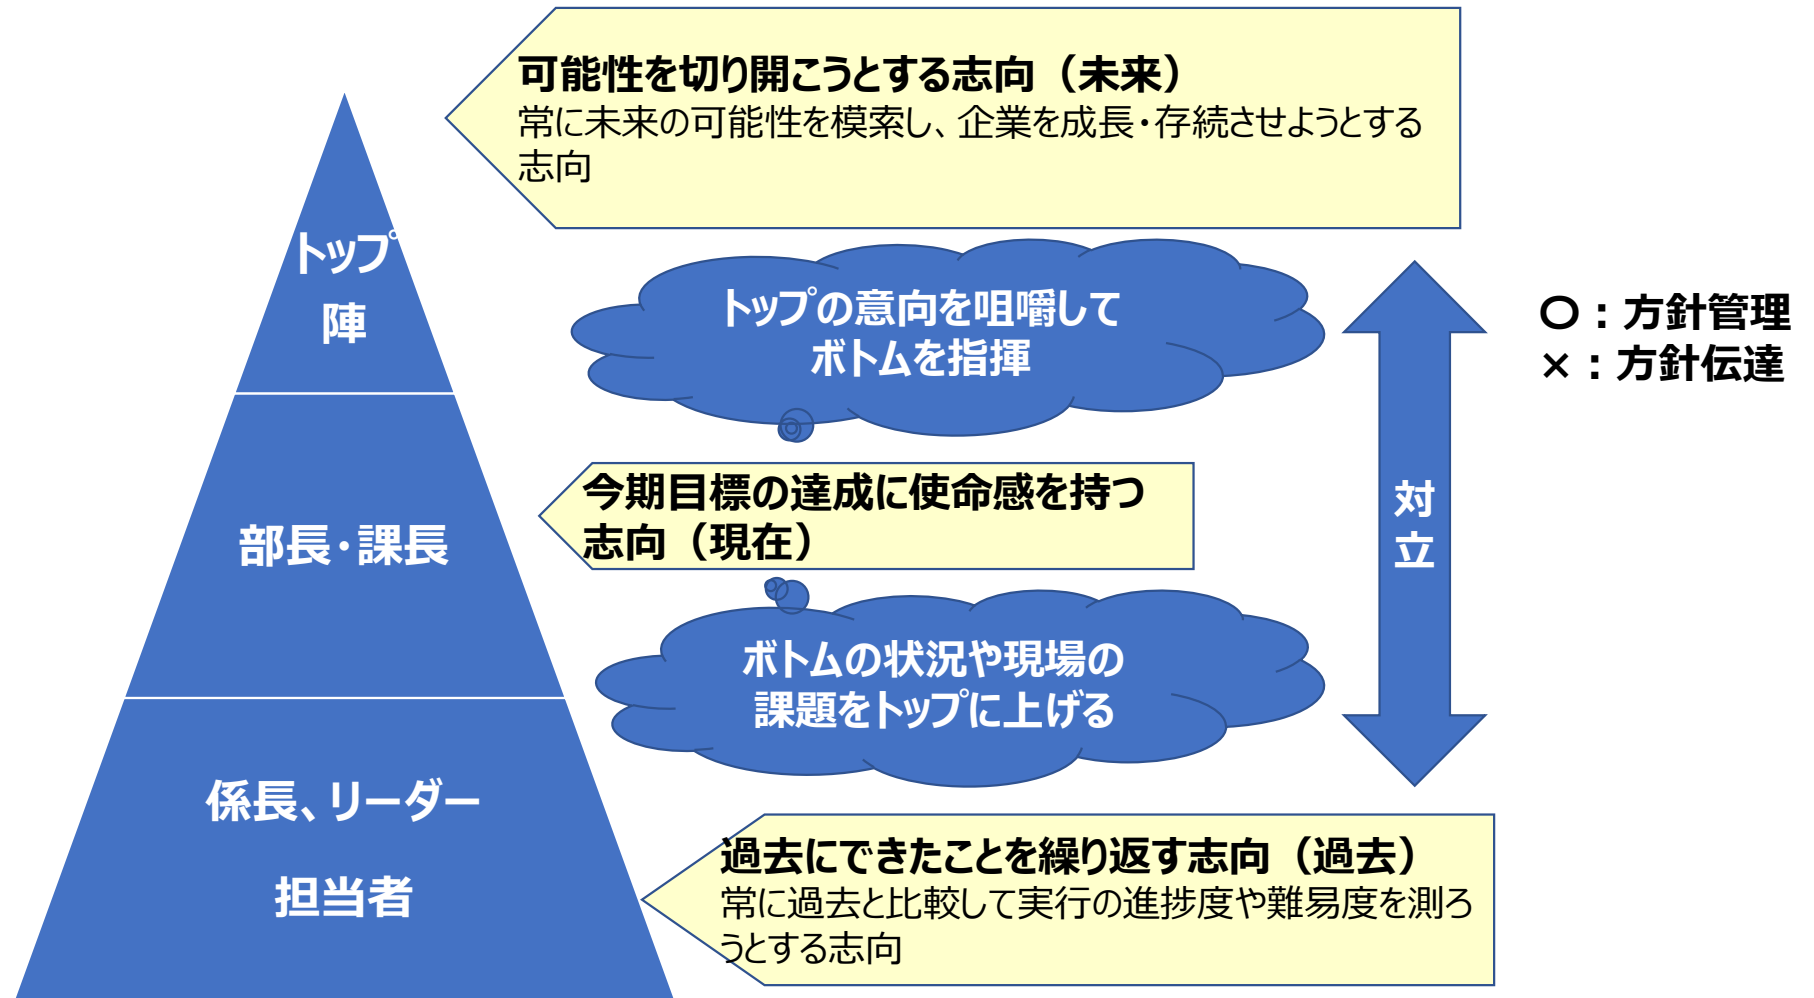 可能性を切り開こうとする志向（未来）
常に未来の可能性を模索し、企業を成長・存続させようとする
志向
トップ
陣
トップの意向を咀嚼して
ボトムを指揮
〇：方針管理
×：方針伝達
今期目標の達成に使命感を持つ
志向（現在）
部長・課長
対
立
ボトムの状況や現場の
課題をトップに上げる
係長、リーダー
担当者
過去にできたことを繰り返す志向（過去）
常に過去と比較して実行の進捗度や難易度を測ろ
うとする志向